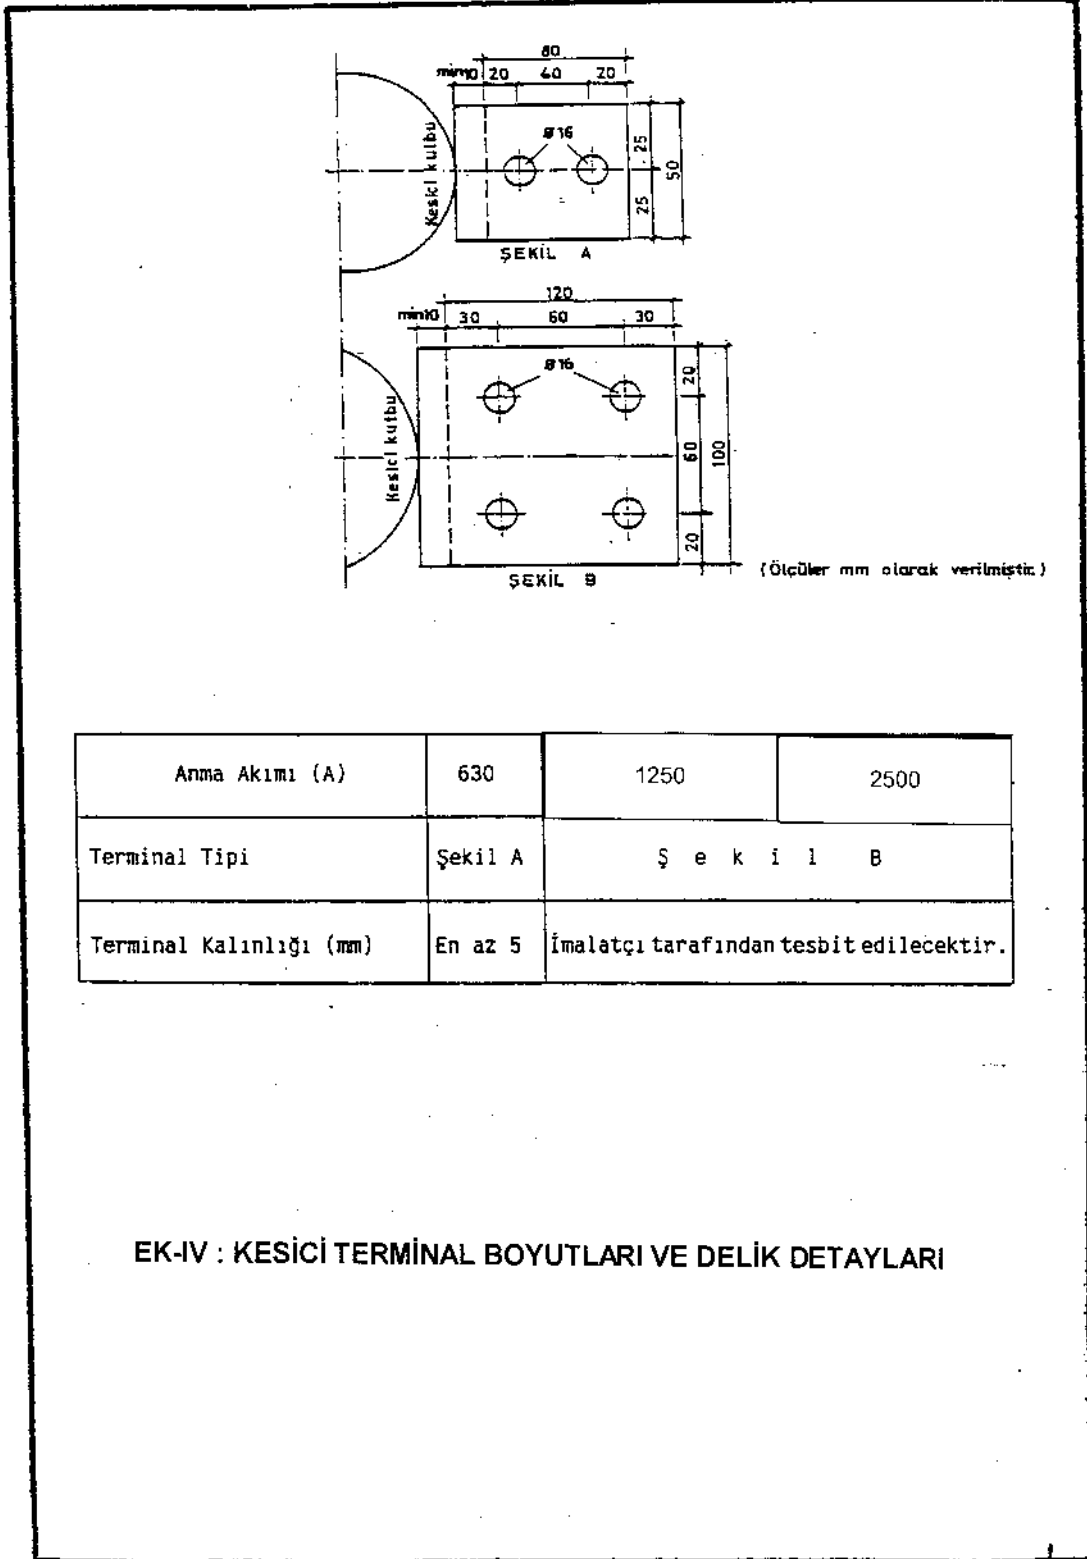 80
min10 20 40 20
Kesici kutbu
ø16
25
50
25
ŞEKİL A
120
min10 30 60 30
ø16
20
Kesici kutbu
60
100
20
ŞEKİL B
(Ölçüler mm olarak verilmiştir.)
Anma Akımı (A) 630 1250 2500
Terminal Tipi Şekil A Ş e k i l B
Terminal Kalınlığı (mm) En az 5 İmalatçı tarafından tesbit edilecektir.
EK-IV : KESİCİ TERMİNAL BOYUTLARI VE DELİK DETAYLARI